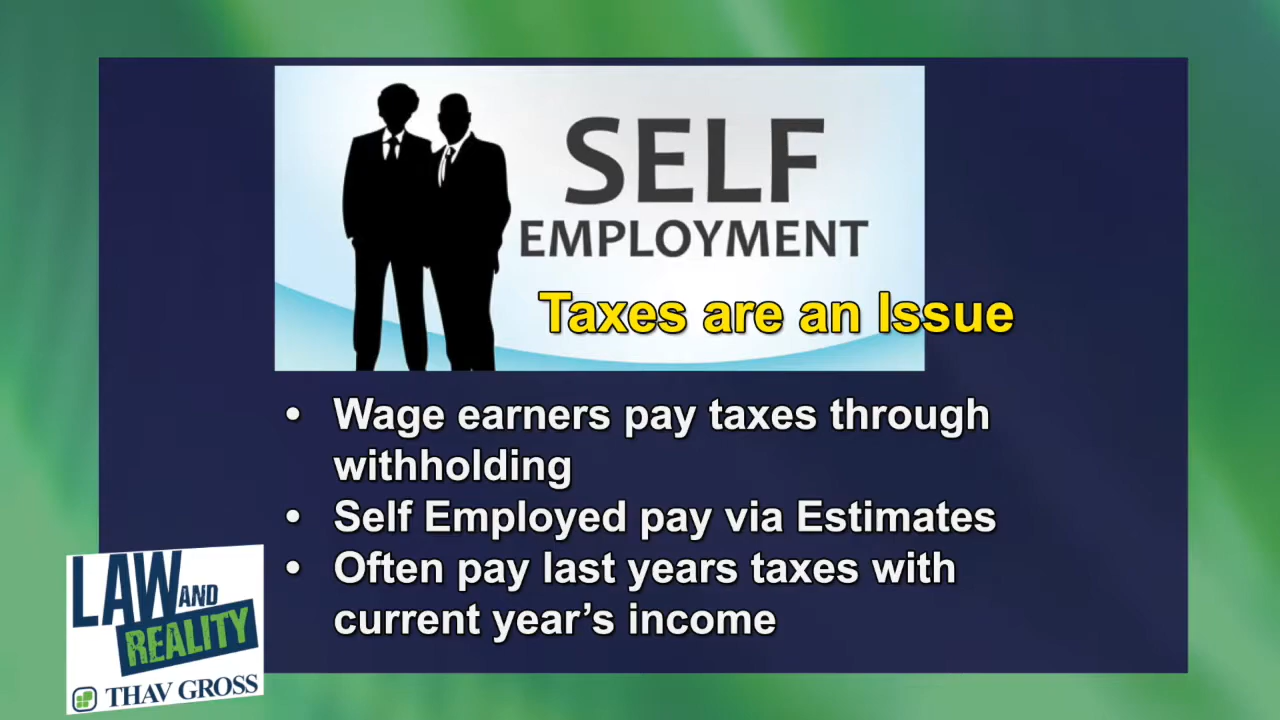 SELF
EMPLOYMENT
Taxes are an Issue
• Wage earners pay taxes through
withholding
• Self Employed pay via Estimates
• Often pay last years taxes with
current year’s income
LAW AND
REALITY
THAV GROSS